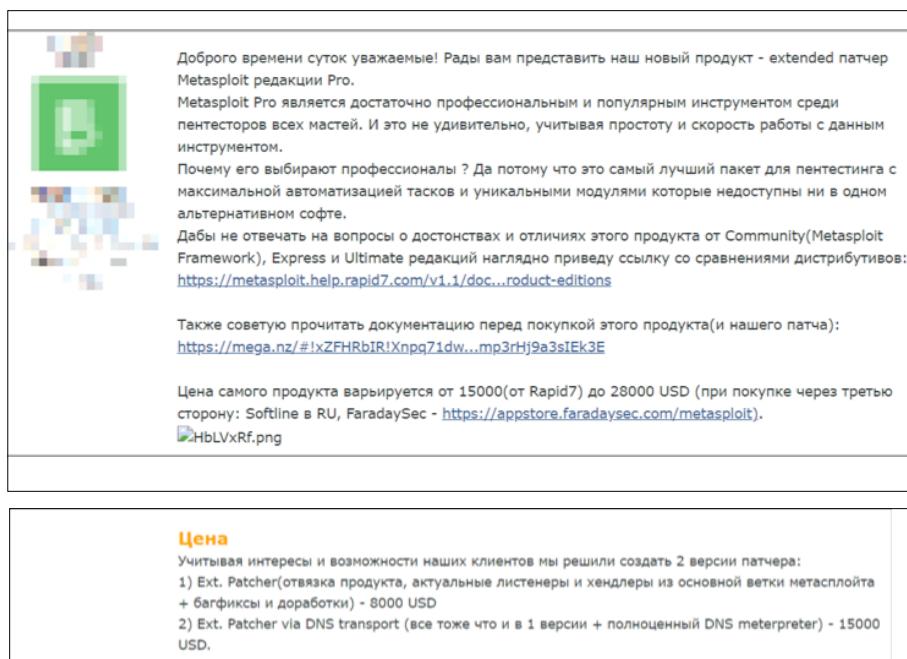 Доброго времени суток уважаемые! Рады вам представить наш новый продукт - extended патчер
Metasploit редакции Pro.
Metasploit Pro является достаточно профессиональным и популярным инструментом среди
пентесторов всех мастей. И это не удивительно, учитывая простоту и скорость работы с данным
инструментом.
Почему его выбирают профессионалы ? Да потому что это самый лучший пакет для пентестинга с
максимальной автоматизацией тасков и уникальными модулями которые недоступны ни в одном
альтернативном софте.
Дабы не отвечать на вопросы о достонствах и отличиях этого продукта от Community(Metasploit
Framework), Express и Ultimate редакций наглядно приведу ссылку со сравнениями дистрибутивов:
https://metasploit.help.rapid7.com/v1.1/doc...roduct-editions
Также советую прочитать документацию перед покупкой этого продукта(и нашего патча):
https://mega.nz/#!xZFHRbIR!Xnpq71dw...mp3rHj9a3sIEk3E
Цена самого продукта варьируется от 15000(от Rapid7) до 28000 USD (при покупке через третью
сторону: Softline в RU, FaradaySec - https://appstore.faradaysec.com/metasploit).
HbLVxRf.png
Цена
Учитывая интересы и возможности наших клиентов мы решили создать 2 версии патчера:
1) Ext. Patcher(отвязка продукта, актуальные листенеры и хендлеры из основной ветки метасплойта
+ багфиксы и доработки) - 8000 USD
2) Ext. Patcher via DNS transport (все тоже что и в 1 версии + полноценный DNS meterpreter) - 15000
USD.